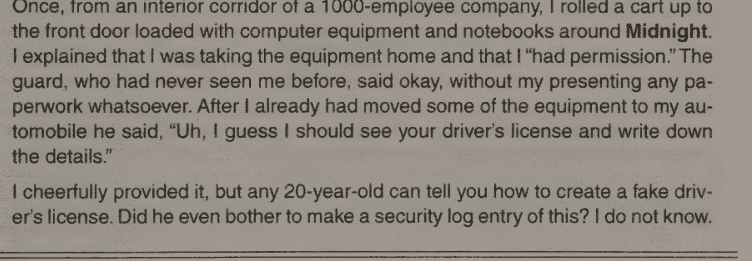 Once, from an interior corridor of a 1000-employee company, I rolled a cart up to
the front door loaded with computer equipment and notebooks around Midnight.
I explained that I was taking the equipment home and that I “had permission.” The
guard, who had never seen me before, said okay, without my presenting any pa-
perwork whatsoever. After I already had moved some of the equipment to my au-
tomobile he said, “Uh, I guess I should see your driver’s license and write down
the details.”
I cheerfully provided it, but any 20-year-old can tell you how to create a fake driv-
er’s license. Did he even bother to make a security log entry of this? I do not know.